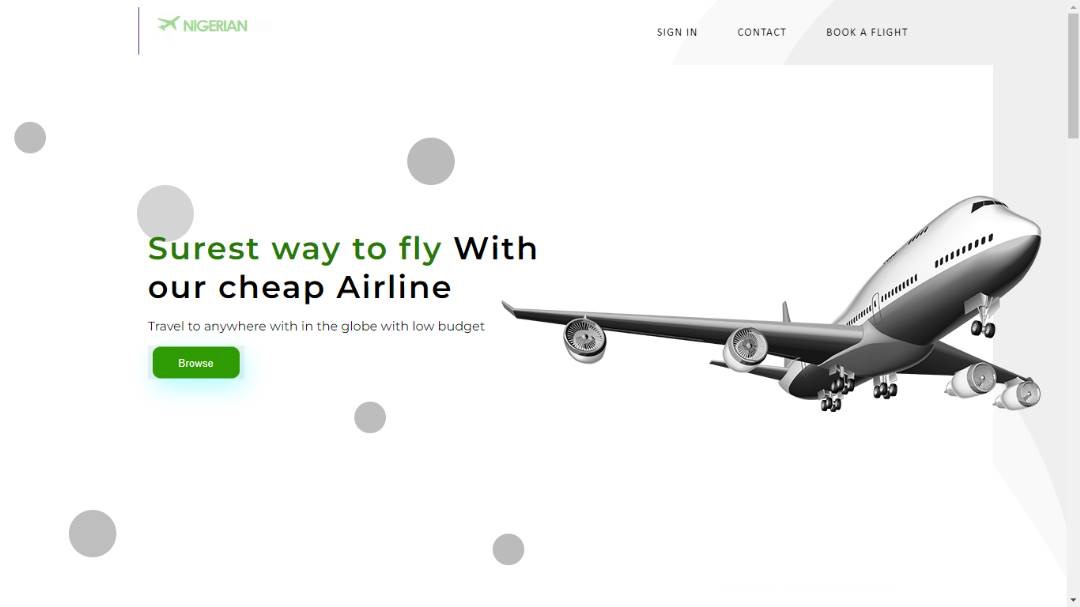 NIGERIAN
SIGN IN
CONTACT
BOOK A FLIGHT
Surest way to fly With
our cheap Airline
Travel to anywhere with in the globe with low budget
Browse